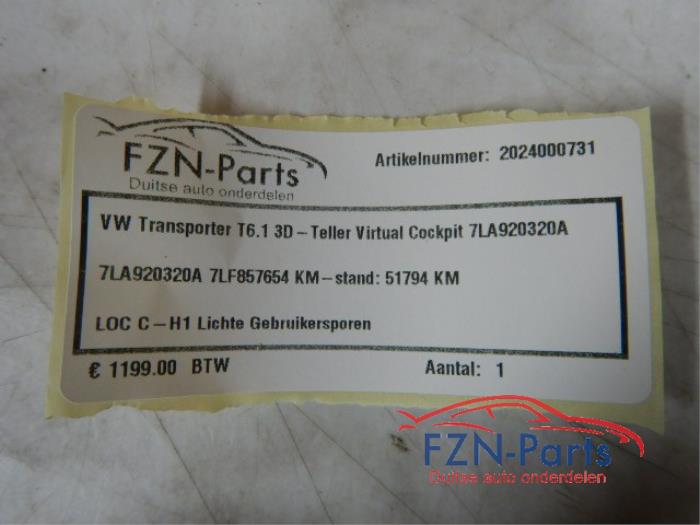 FZN-Parts
Duitse auto onderdelen
Artikelnummer: 2024000731
VW Transporter T6.1 3D-Teller Virtual Cockpit 7LA920320A
7LA920320A 7LF857654 KM-stand: 51794 KM
LOC C-H1 Lichte Gebruikersporen
€ 1199.00 BTW
Aantal: 1
FZN-Parts
Duitse auto onderdelen